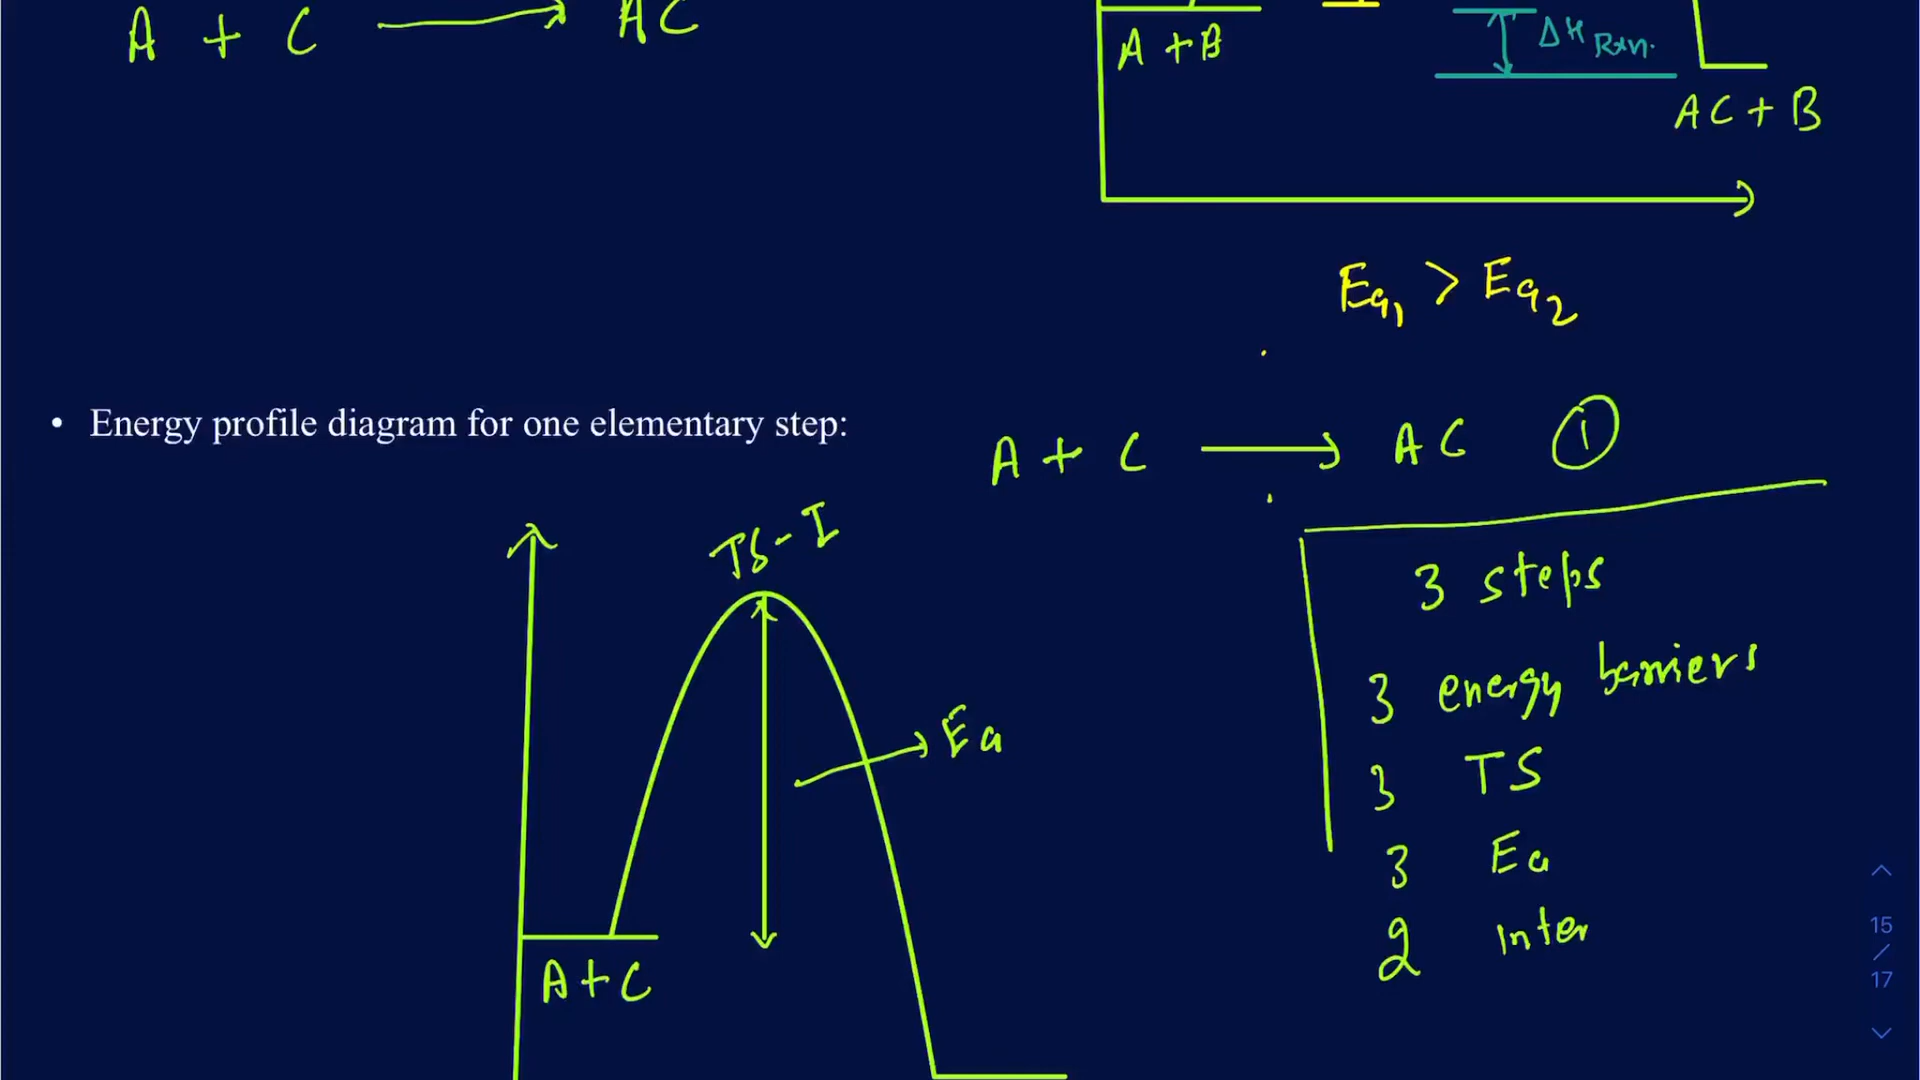 A + C → AC
A + B
ΔH Rxn.
AC + B
Ea1 > Ea2
• Energy profile diagram for one elementary step:
A + C → AC ①
TS-I
3 steps
3 energy barriers
Ea
3 TS
3 Ea
2 Inter
A+C
15
/
17